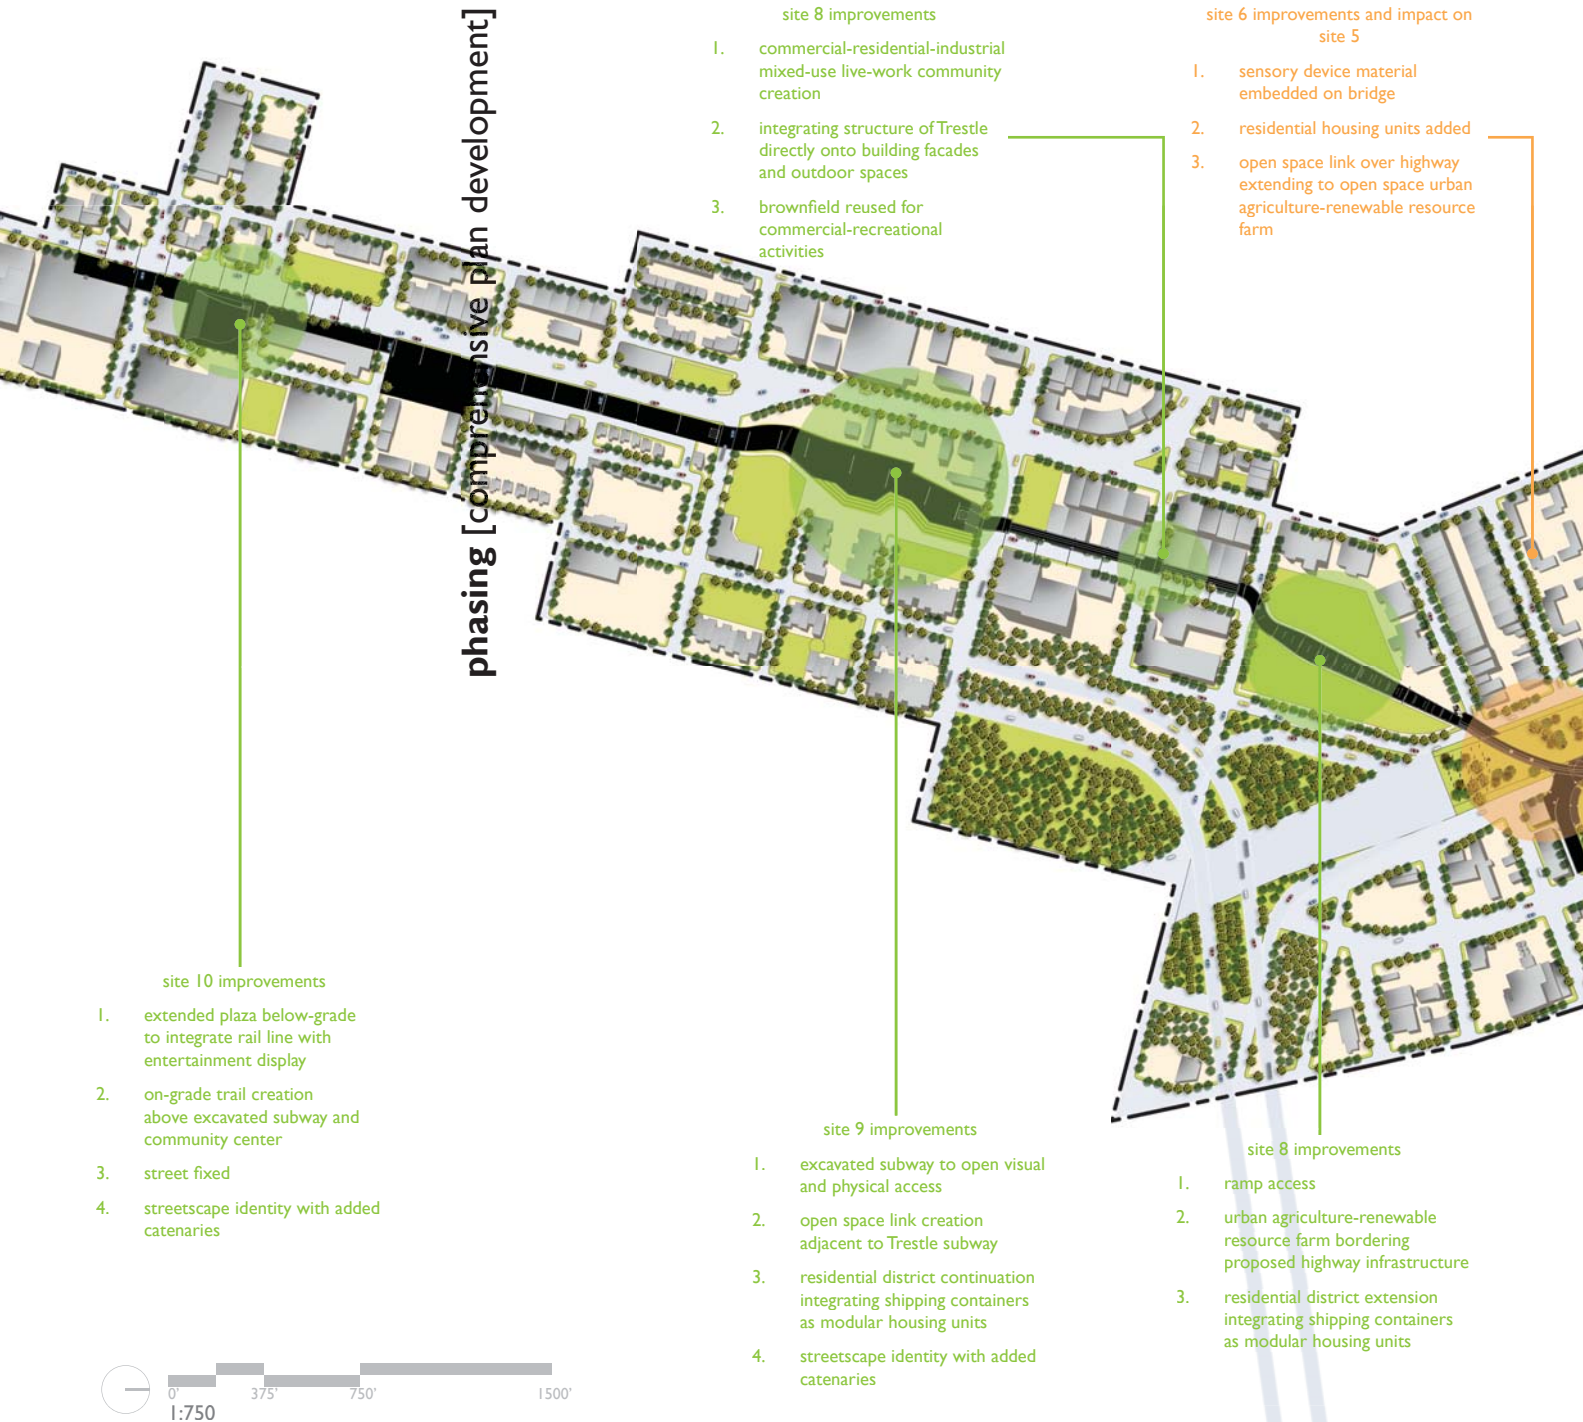 phasing [comprehensive plan development]
site 8 improvements
1. commercial-residential-industrial
mixed-use live-work community
creation
2. integrating structure of Trestle
directly onto building facades
and outdoor spaces
3. brownfield reused for
commercial-recreational
activities
site 6 improvements and impact on
site 5
1. sensory device material
embedded on bridge
2. residential housing units added
3. open space link over highway
extending to open space urban
agriculture-renewable resource
farm
site 10 improvements
1. extended plaza below-grade
to integrate rail line with
entertainment display
2. on-grade trail creation
above excavated subway and
community center
3. street fixed
4. streetscape identity with added
catenaries
site 9 improvements
1. excavated subway to open visual
and physical access
2. open space link creation
adjacent to Trestle subway
3. residential district continuation
integrating shipping containers
as modular housing units
4. streetscape identity with added
catenaries
site 8 improvements
1. ramp access
2. urban agriculture-renewable
resource farm bordering
proposed highway infrastructure
3. residential district extension
integrating shipping containers
as modular housing units
0' 375' 750' 1500'
1:750